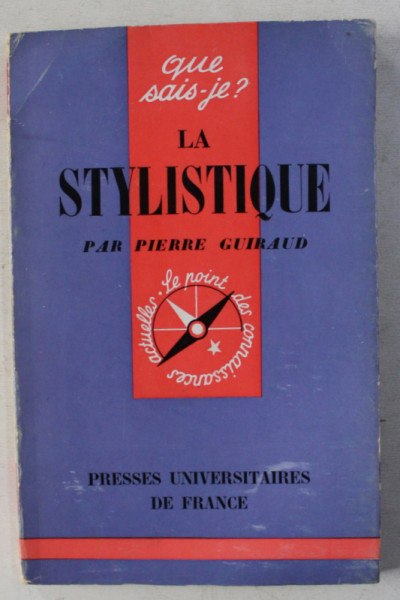 que
sais-je?
LA
STYLISTIQUE
PAR PIERRE GUIRAUD
Le point des connaissances actuelles.
PRESSES UNIVERSITAIRES
DE FRANCE